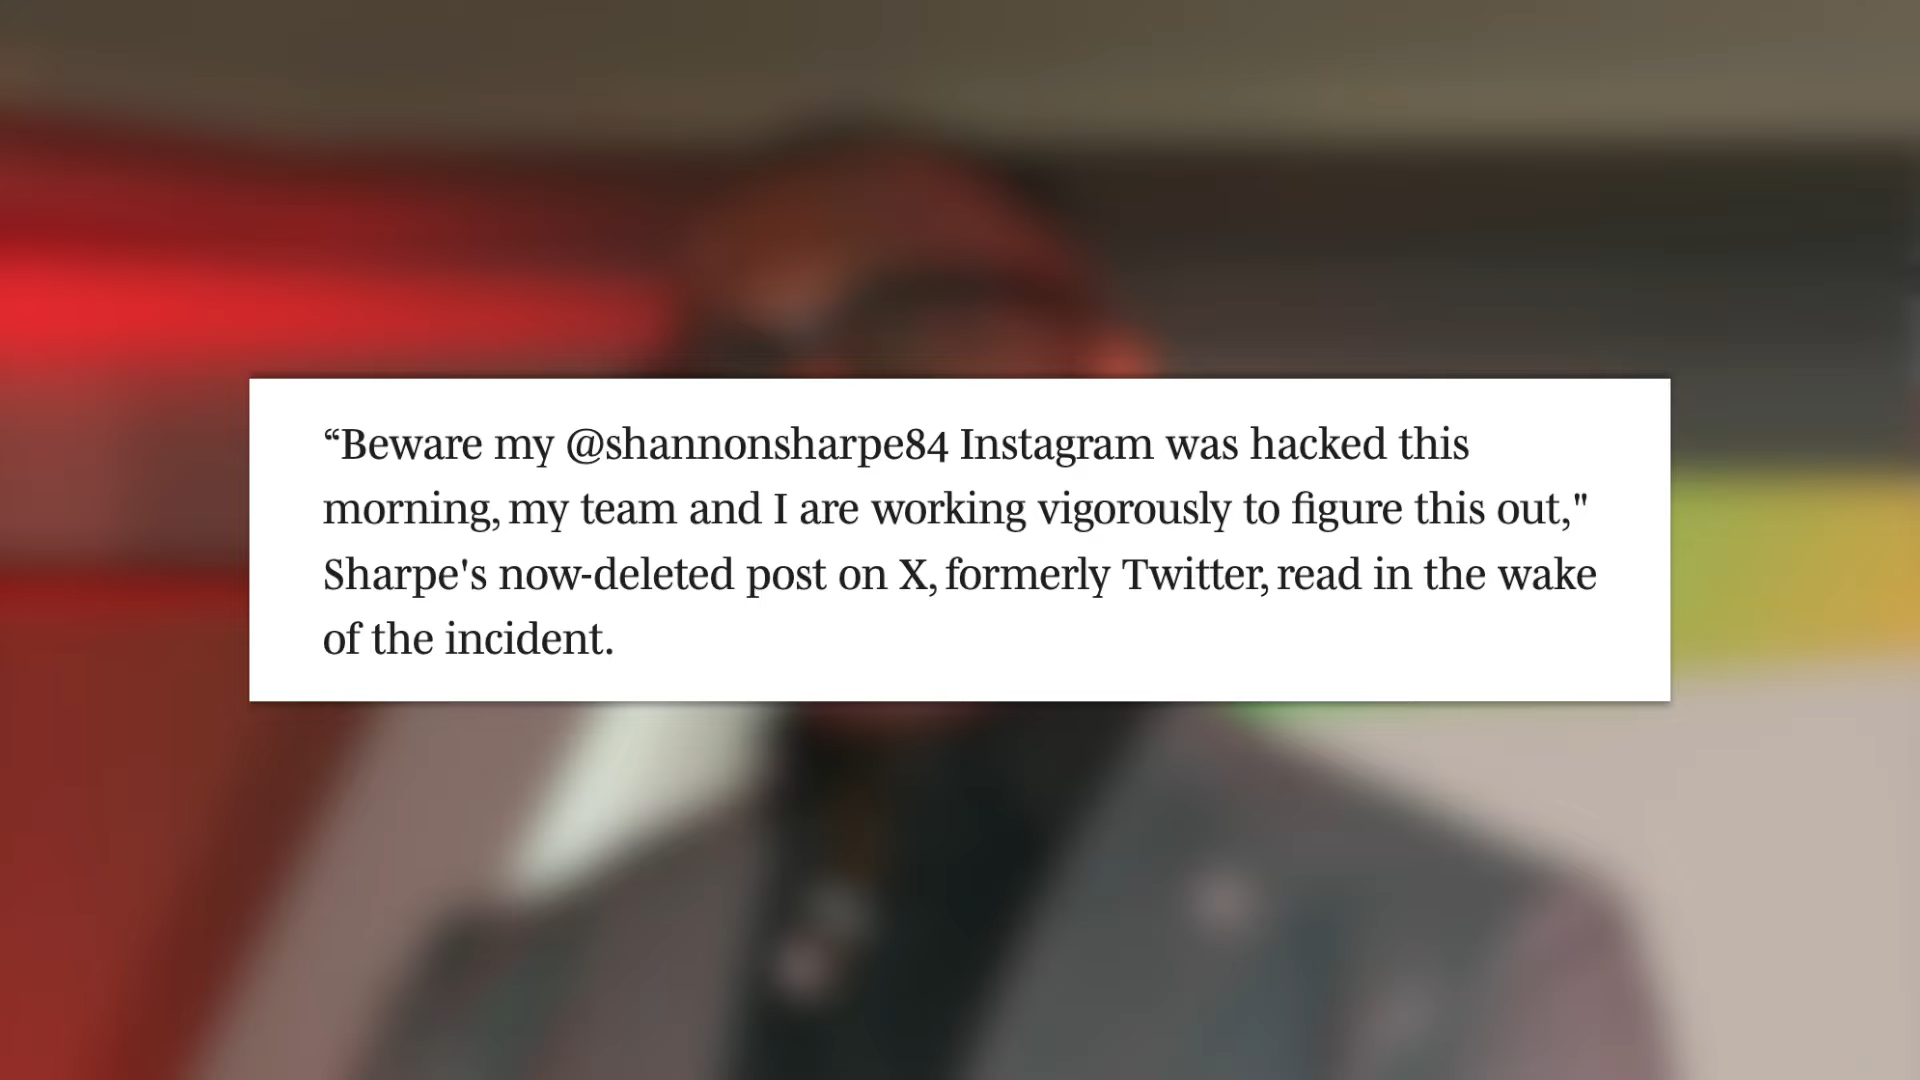 “Beware my @shannonsharpe84 Instagram was hacked this
morning, my team and I are working vigorously to figure this out,"
Sharpe's now-deleted post on X, formerly Twitter, read in the wake
of the incident.